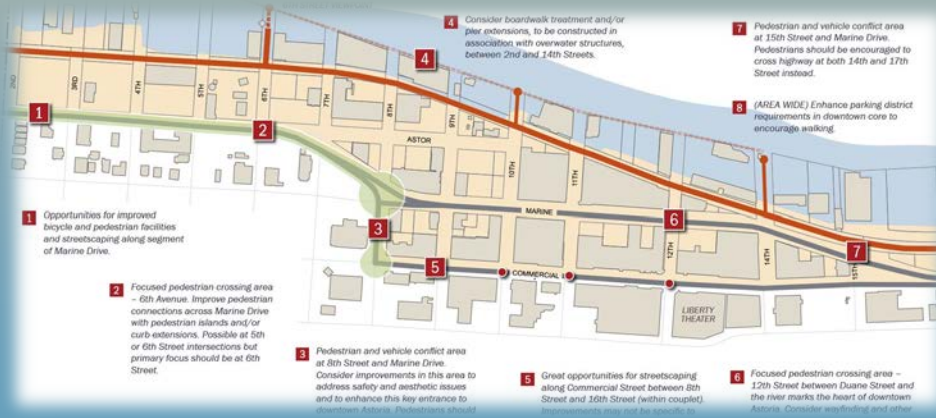 4 Consider boardwalk treatment and/or
pier extensions, to be constructed in
association with overwater structures,
between 2nd and 14th Streets.
7 Pedestrian and vehicle conflict area
at 15th Street and Marine Drive.
Pedestrians should be encouraged to
cross highway at both 14th and 17th
Street instead.
8 (AREA WIDE) Enhance parking district
requirements in downtown core to
encourage walking.
4
2ND
3RD
4TH
5TH
6TH
7TH
8TH
9TH
10TH
11TH
12TH
14TH
15TH
1
2
ASTOR
MARINE
6
3
7
5
COMMERCIAL
LIBERTY
THEATER
1 Opportunities for improved
bicycle and pedestrian facilities
and streetscaping along segment
of Marine Drive.
2 Focused pedestrian crossing area
– 6th Avenue. Improve pedestrian
connections across Marine Drive
with pedestrian islands and/or
curb-extensions. Possible at 5th
or 6th Street intersections but
primary focus should be at 6th
Street.
3 Pedestrian and vehicle conflict area
at 8th Street and Marine Drive.
Consider improvements in this area to
address safety and aesthetic issues
and to enhance this key entrance to
downtown Astoria. Pedestrians should
5 Great opportunities for streetscaping
along Commercial Street between 8th
and 16th Street (within couplet).
Improvements may not be specific to
6 Focused pedestrian crossing area –
12th Street between Duane Street and
the river marks the heart of downtown
Astoria. Consider wayfinding and other